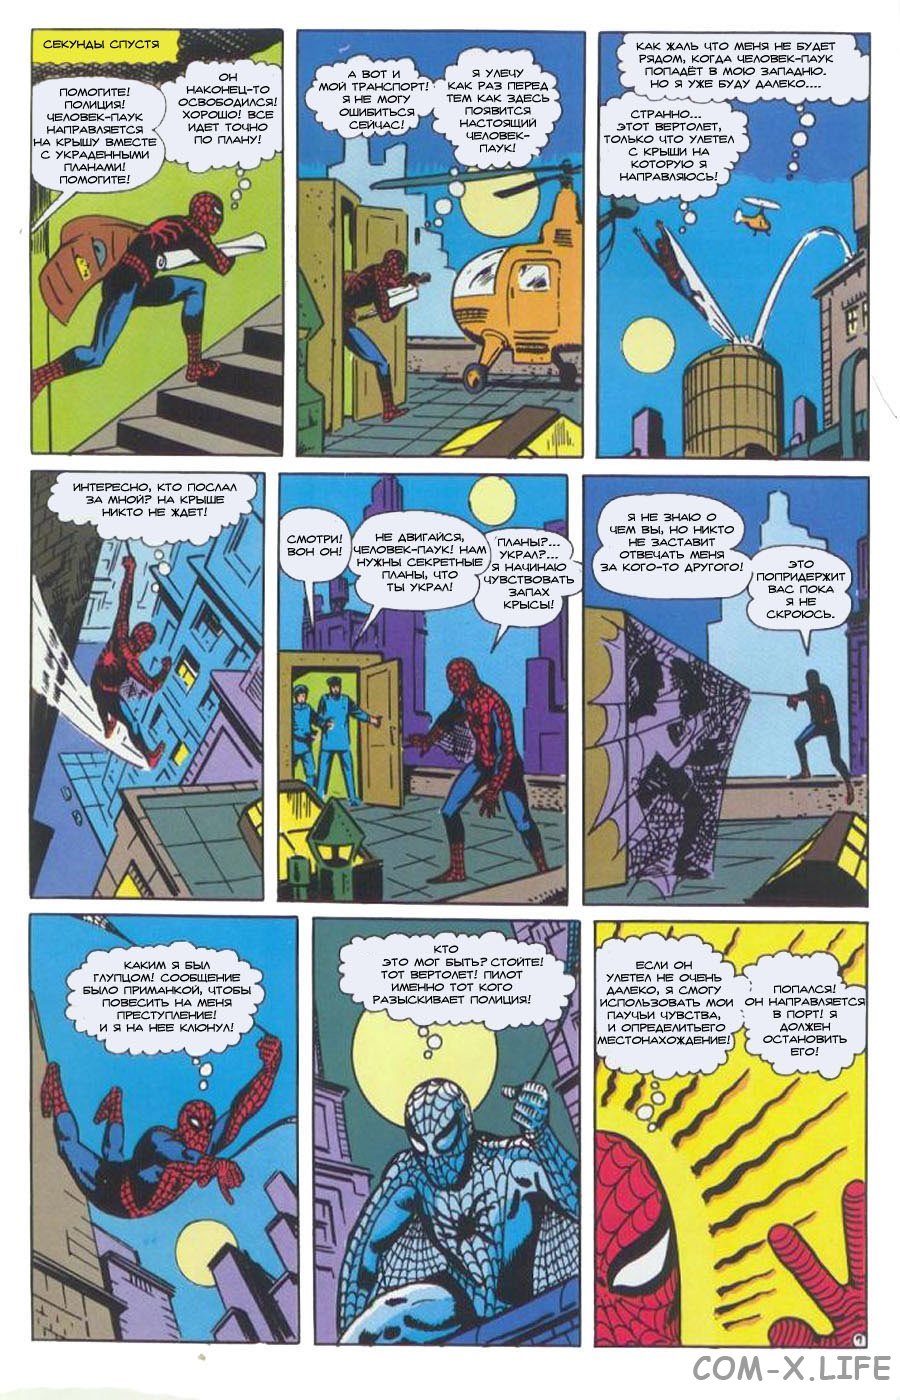 СЕКУНДЫ СПУСТЯ
ПОМОГИТЕ!
ПОЛИЦИЯ!
ЧЕЛОВЕК-ПАУК
НАПРАВЛЯЕТСЯ
НА КРЫШУ ВМЕСТЕ
С УКРАДЕННЫМИ
ПЛАНАМИ!
ПОМОГИТЕ!
ОН
НАКОНЕЦ-ТО
ОСВОБОДИЛСЯ!
ХОРОШО! ВСЕ
ИДЕТ ТОЧНО
ПО ПЛАНУ!
А ВОТ И
МОЙ ТРАНСПОРТ!
Я НЕ МОГУ
ОШИБИТЬСЯ
СЕЙЧАС!
Я УЛЕЧУ
КАК РАЗ ПЕРЕД
ТЕМ КАК ЗДЕСЬ
ПОЯВИТСЯ
НАСТОЯЩИЙ
ЧЕЛОВЕК-
ПАУК!
КАК ЖАЛЬ ЧТО МЕНЯ НЕ БУДЕТ
РЯДОМ, КОГДА ЧЕЛОВЕК-ПАУК
ПОПАДЁТ В МОЮ ЗАПАДНЮ.
НО Я УЖЕ БУДУ ДАЛЕКО....
СТРАННО...
ЭТОТ ВЕРТОЛЕТ,
ТОЛЬКО ЧТО УЛЕТЕЛ
С КРЫШИ НА
КОТОРУЮ Я
НАПРАВЛЯЮСЬ!
ИНТЕРЕСНО, КТО ПОСЛАЛ
ЗА МНОЙ? НА КРЫШЕ
НИКТО НЕ ЖДЕТ!
СМОТРИ!
ВОН ОН!
НЕ ДВИГАЙСЯ,
ЧЕЛОВЕК-ПАУК! НАМ
НУЖНЫ СЕКРЕТНЫЕ
ПЛАНЫ, ЧТО
ТЫ УКРАЛ!
ПЛАНЫ?...
УКРАЛ?...
Я НАЧИНАЮ
ЧУВСТВОВАТЬ
ЗАПАХ
КРЫСЫ!
Я НЕ ЗНАЮ О
ЧЕМ ВЫ, НО НИКТО
НЕ ЗАСТАВИТ
ОТВЕЧАТЬ МЕНЯ
ЗА КОГО-ТО ДРУГОГО!
ЭТО
ПОПРИДЕРЖИТ
ВАС ПОКА
Я НЕ
СКРОЮСЬ.
КАКИМ Я БЫЛ
ГЛУПЦОМ! СООБЩЕНИЕ
БЫЛО ПРИМАНКОЙ, ЧТОБЫ
ПОВЕСИТЬ НА МЕНЯ
ПРЕСТУПЛЕНИЕ!
И Я НА НЕЕ КЛЮНУЛ!
КТО
ЭТО МОГ БЫТЬ? СТОЙТЕ!
ТОТ ВЕРТОЛЕТ! ПИЛОТ
ИМЕННО ТОТ КОГО
РАЗЫСКИВАЕТ ПОЛИЦИЯ!
ЕСЛИ ОН
УЛЕТЕЛ НЕ ОЧЕНЬ
ДАЛЕКО, Я СМОГУ
ИСПОЛЬЗОВАТЬ МОИ
ПАУЧЬИ ЧУВСТВА,
И ОПРЕДЕЛИТЬЕГО
МЕСТОНАХОЖДЕНИЕ!
ПОПАЛСЯ!
ОН НАПРАВЛЯЕТСЯ
В ПОРТ! Я
ДОЛЖЕН
ОСТАНОВИТЬ
ЕГО!
7
COM-X.LIFE